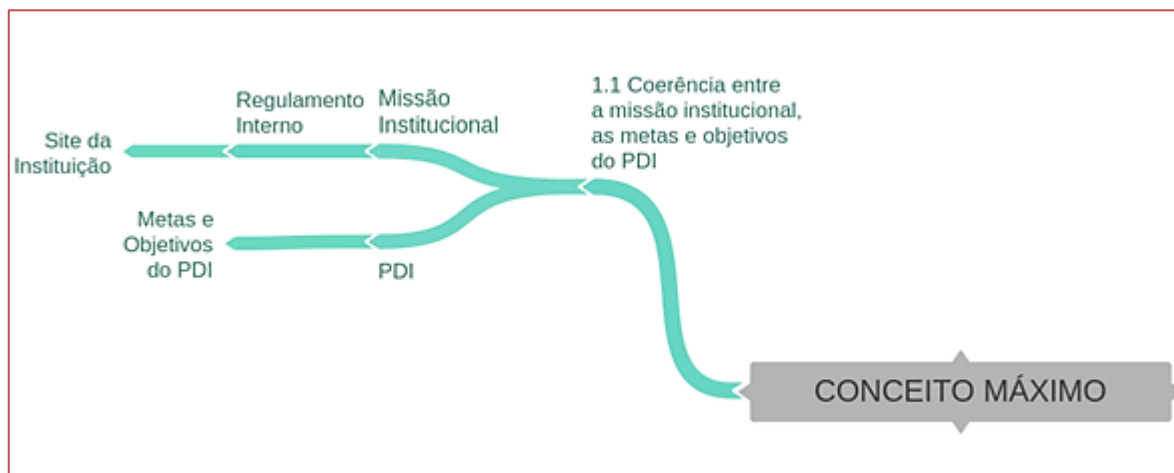 Site da
Instituição
Regulamento
Interno
Missão
Institucional
1.1 Coerência entre
a missão institucional,
as metas e objetivos
do PDI
Metas e
Objetivos
do PDI
PDI
CONCEITO MÁXIMO